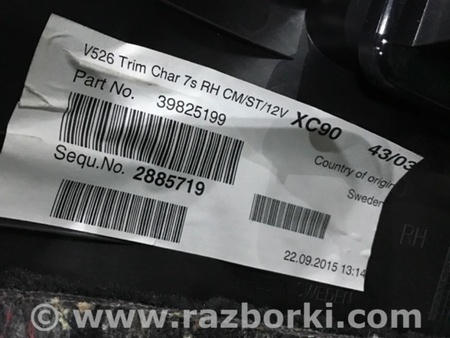 V526 Trim Char 7s RH CM/ST/12V XC90 43/03
Part No. 39825199
Country of origin
Sweden
Sequ.No. 2885719
22.09.2015 13:14
RH
©www.razborki.com